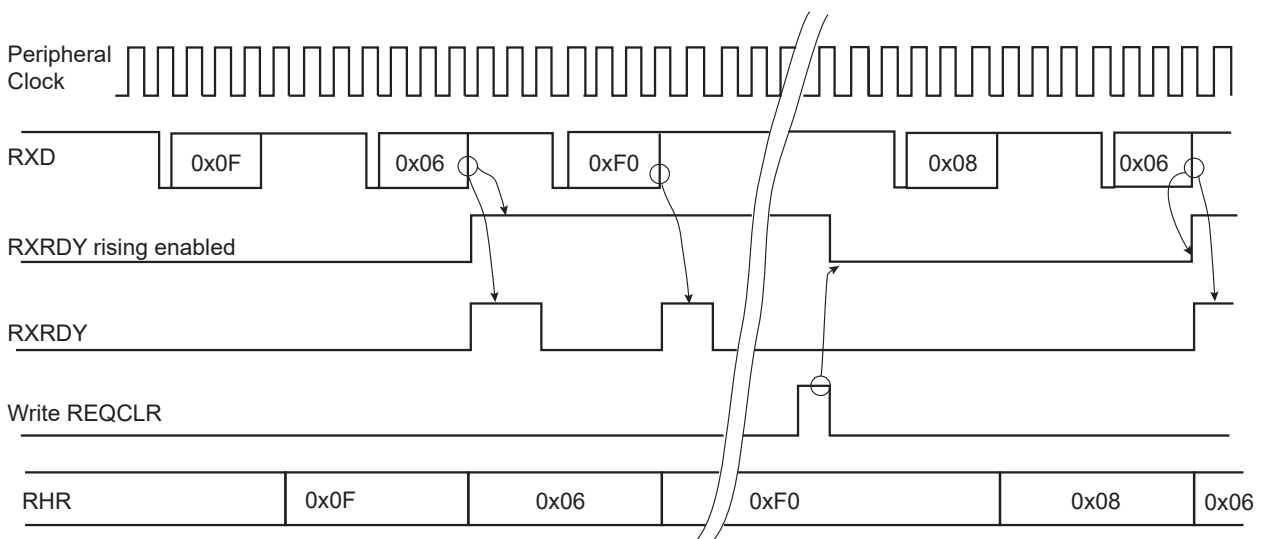 Peripheral
Clock
RXD
0x0F
0x06
0xF0
0x08
0x06
RXRDY rising enabled
RXRDY
Write REQCLR
RHR
0x0F
0x06
0xF0
0x08
0x06